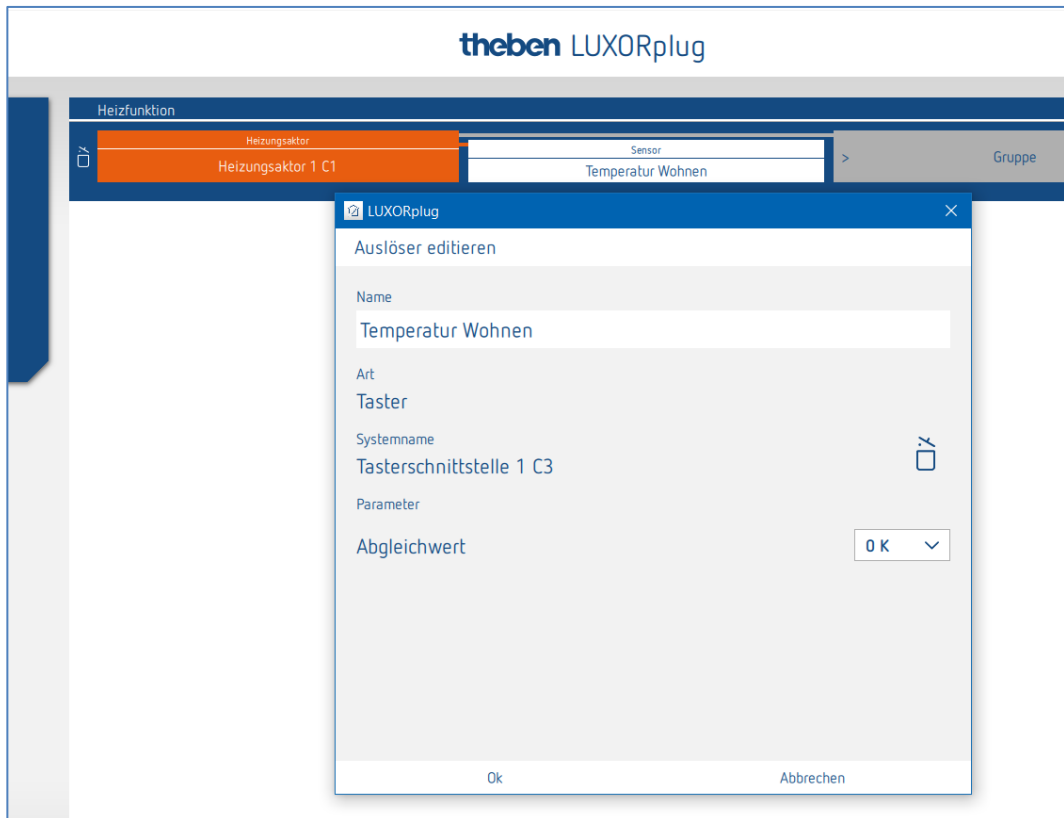 theben LUXORplug
Heizfunktion
Heizungsaktor
Heizungsaktor 1 C1
Sensor
Temperatur Wohnen
>
Gruppe
LUXORplug
Auslöser editieren
Name
Temperatur Wohnen
Art
Taster
Systemname
Tasterschnittstelle 1 C3
Parameter
Abgleichwert
0 K
Ok
Abbrechen